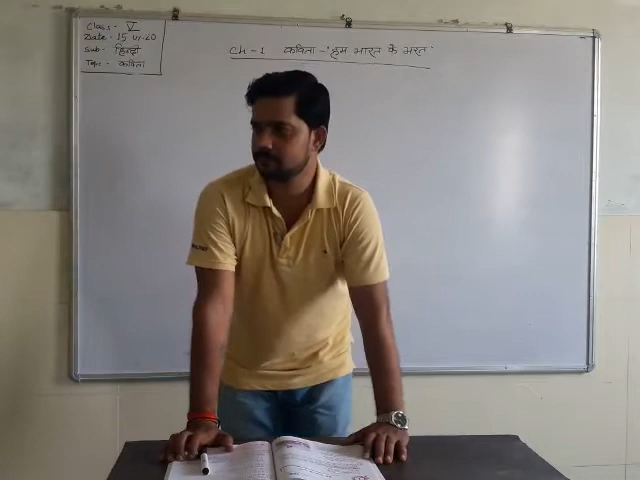 Class - V
Date - 15 VI-20
Sub - हिन्दी
Topic - कविता
Ch - 1 कविता - "हम भारत के भरत"